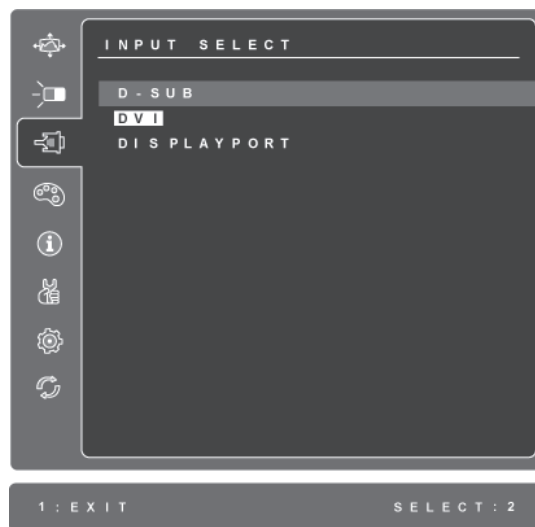 INPUT SELECT
D-SUB
DVI
DISPLAYPORT
1:EXIT
SELECT:2